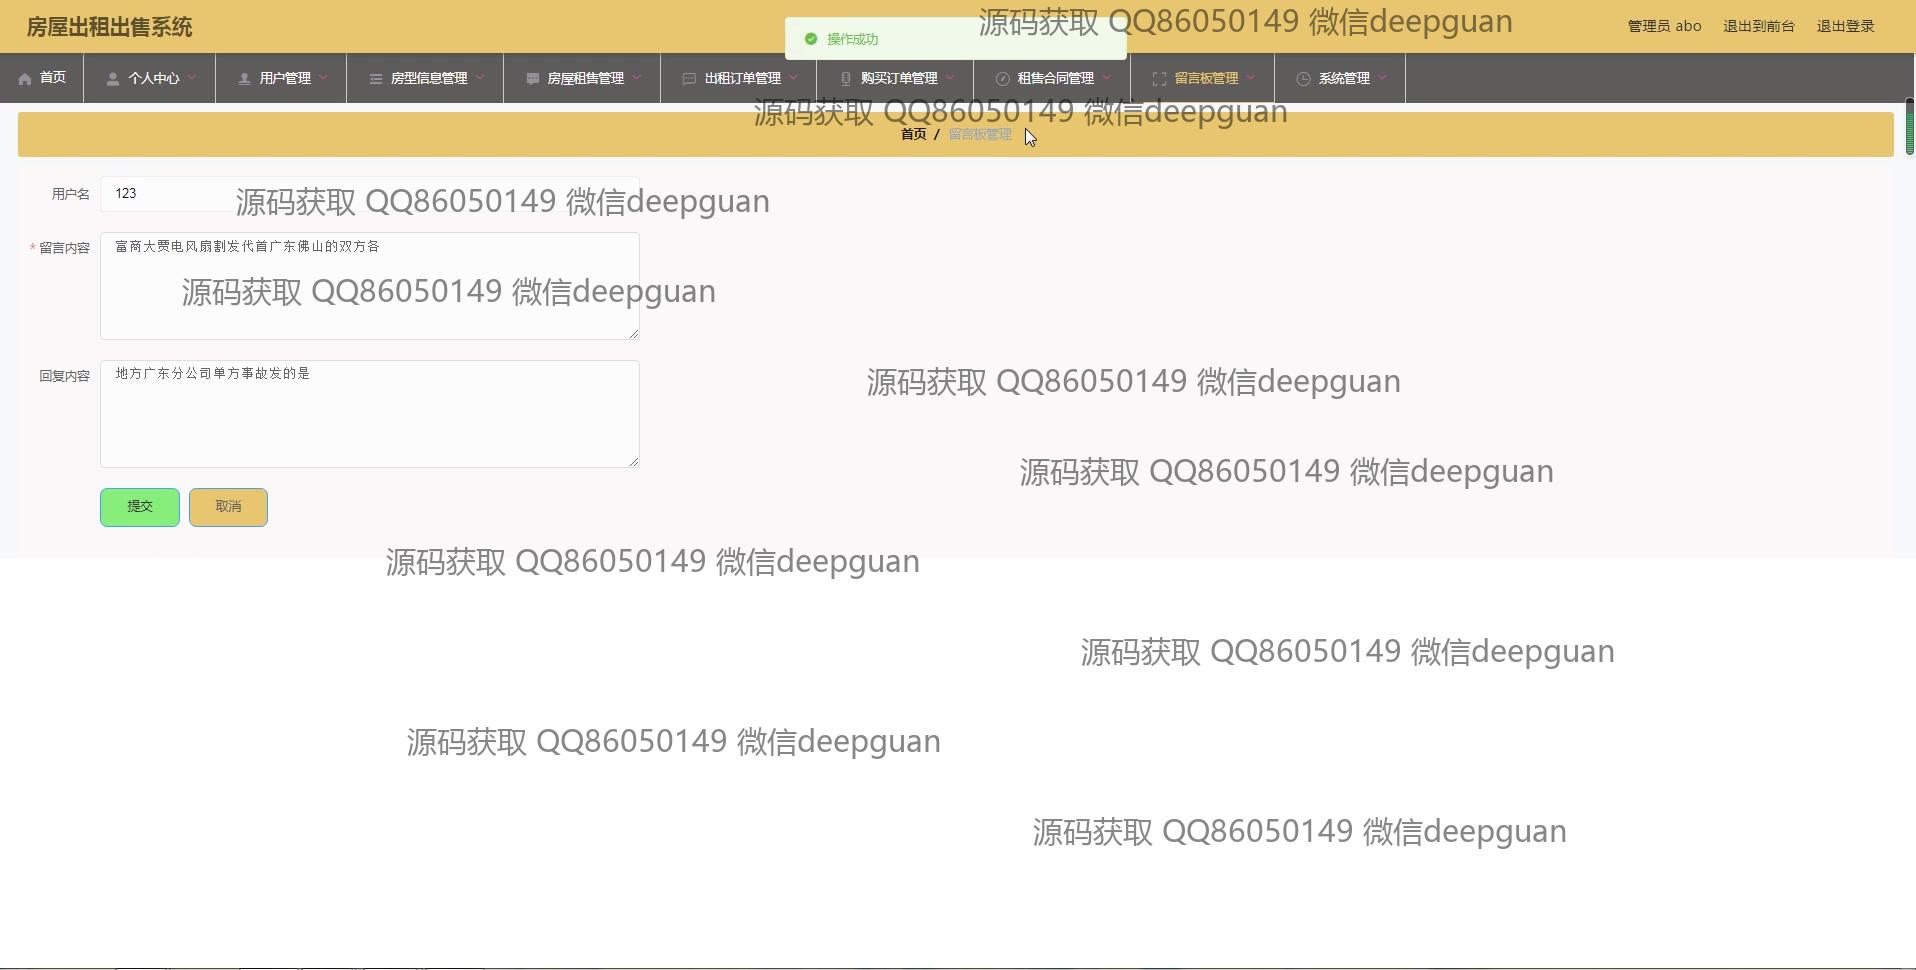 房屋出租出售系统
源码获取 QQ86050149 微信deepguan
管理员 abo 退出到前台 退出登录
操作成功
首页 个人中心 用户管理 房型信息管理 房屋租售管理 出租订单管理 购买订单管理 租售合同管理 留言板管理 系统管理
源码获取 QQ86050149 微信deepguan
首页 / 留言板管理
用户名 123
源码获取 QQ86050149 微信deepguan
* 留言内容 富商大贾电风扇割发代首广东佛山的双方各
源码获取 QQ86050149 微信deepguan
回复内容 地方广东分公司单方事故发的是
源码获取 QQ86050149 微信deepguan
源码获取 QQ86050149 微信deepguan
提交 取消
源码获取 QQ86050149 微信deepguan
源码获取 QQ86050149 微信deepguan
源码获取 QQ86050149 微信deepguan
源码获取 QQ86050149 微信deepguan